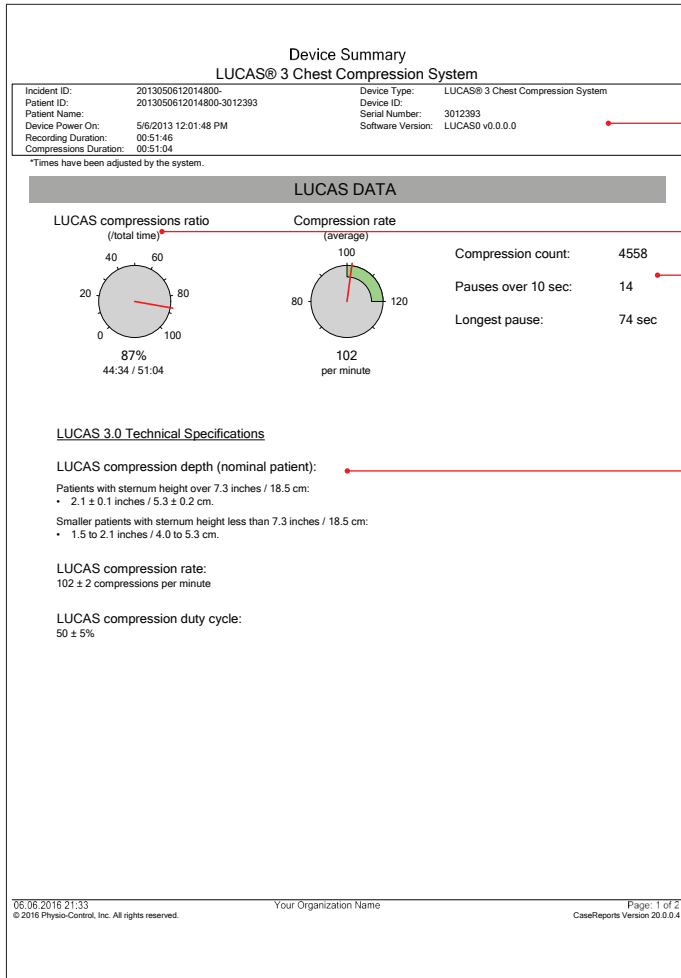 Device Summary
LUCAS® 3 Chest Compression System
Incident ID: 2013050612014800- Device Type: LUCAS® 3 Chest Compression System
Patient ID: 2013050612014800-3012393 Device ID:
Patient Name: Serial Number: 3012393
Device Power On: 5/6/2013 12:01:48 PM Software Version: LUCAS0 v0.0.0.0
Recording Duration: 00:51:46
Compressions Duration: 00:51:04
*Times have been adjusted by the system.
LUCAS DATA
LUCAS compressions ratio
(/total time)
0 20 40 60 80 100
87%
44:34 / 51:04
Compression rate
(average)
80 100 120
102
per minute
Compression count: 4558
Pauses over 10 sec: 14
Longest pause: 74 sec
LUCAS 3.0 Technical Specifications
LUCAS compression depth (nominal patient):
Patients with sternum height over 7.3 inches / 18.5 cm:
• 2.1 ± 0.1 inches / 5.3 ± 0.2 cm.
Smaller patients with sternum height less than 7.3 inches / 18.5 cm:
• 1.5 to 2.1 inches / 4.0 to 5.3 cm.
LUCAS compression rate:
102 ± 2 compressions per minute
LUCAS compression duty cycle:
50 ± 5%
06.06.2016 21:33 Your Organization Name Page: 1 of 2
© 2016 Physio-Control, Inc. All rights reserved. CaseReports Version 20.0.0.4